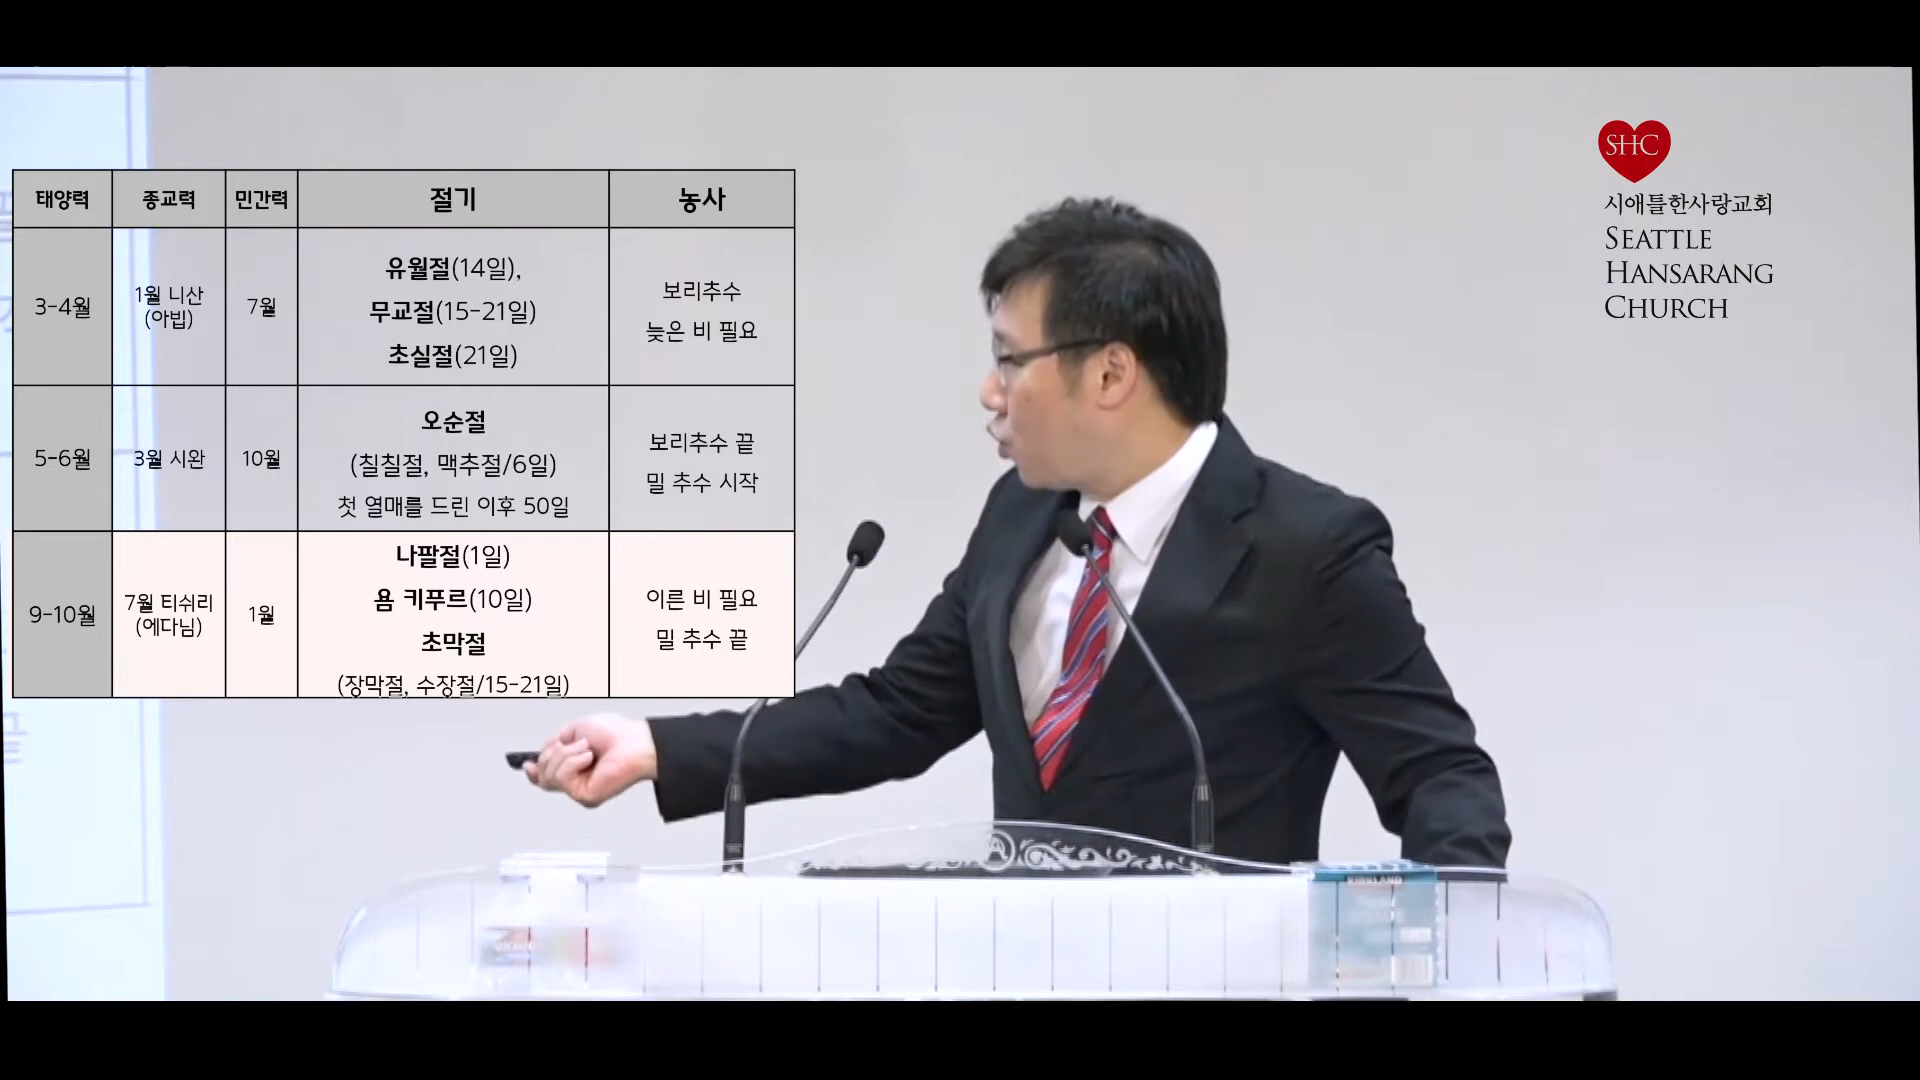 SHC
시애틀한사랑교회
SEATTLE
HANSARANG
CHURCH
태양력 종교력 민간력 절기 농사
3-4월
1월 니산
(아빕)
7월
유월절(14일),
무교절(15-21일)
초실절(21일)
보리추수
늦은 비 필요
5-6월
3월 시완
10월
오순절
(칠칠절, 맥추절/6일)
첫 열매를 드린 이후 50일
보리추수 끝
밀 추수 시작
9-10월
7월 티쉬리
(에다님)
1월
나팔절(1일)
욤 키푸르(10일)
초막절
(장막절, 수장절/15-21일)
이른 비 필요
밀 추수 끝
KIRKLAND